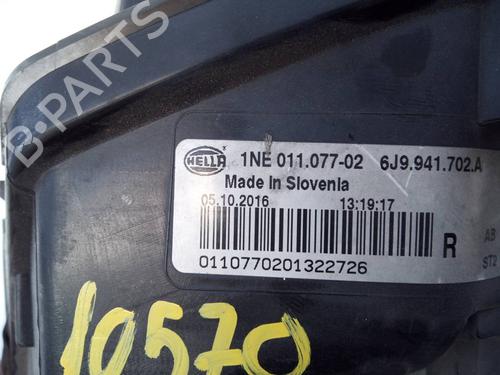 B-PARTS
HELLA
1NE 011.077-02 6J9.941.702.A
Made in Slovenia
05.10.2016 13:19:17
R
AB
ST2
0110770201322726
10570